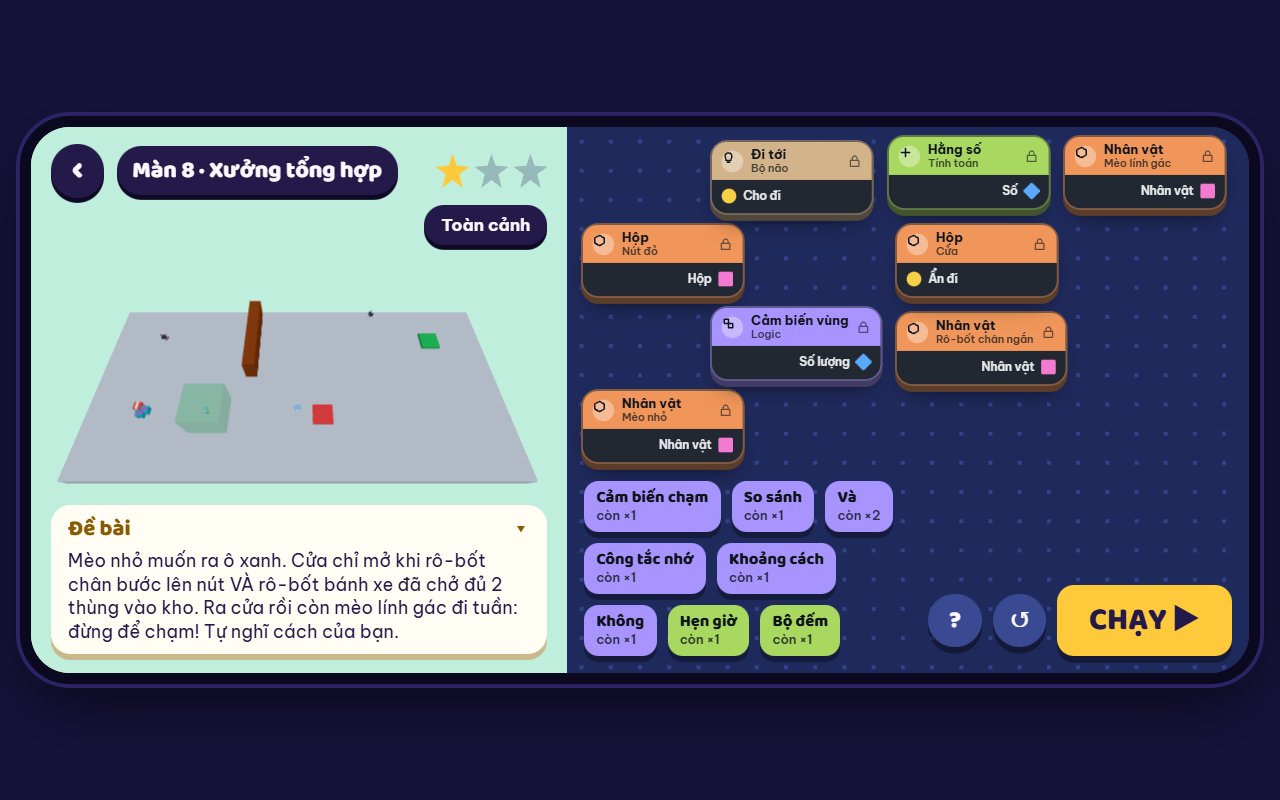 Màn 8 · Xưởng tổng hợp
Toàn cảnh
Đề bài
Mèo nhỏ muốn ra ô xanh. Cửa chỉ mở khi rô-bốt
chân bước lên nút VÀ rô-bốt bánh xe đã chở đủ 2
thùng vào kho. Ra cửa rồi còn mèo lính gác đi tuần:
đừng để chạm! Tự nghĩ cách của bạn.
Đi tới
Bộ não
Cho đi
Hằng số
Tính toán
Số
Nhân vật
Mèo lính gác
Nhân vật
Hộp
Nút đỏ
Hộp
Hộp
Cửa
Ẩn đi
Cảm biến vùng
Logic
Số lượng
Nhân vật
Rô-bốt chân ngắn
Nhân vật
Nhân vật
Mèo nhỏ
Nhân vật
Cảm biến chạm
còn ×1
So sánh
còn ×1
Và
còn ×2
Công tắc nhớ
còn ×1
Khoảng cách
còn ×1
Không
còn ×1
Hẹn giờ
còn ×1
Bộ đếm
còn ×1
?
↺
CHẠY